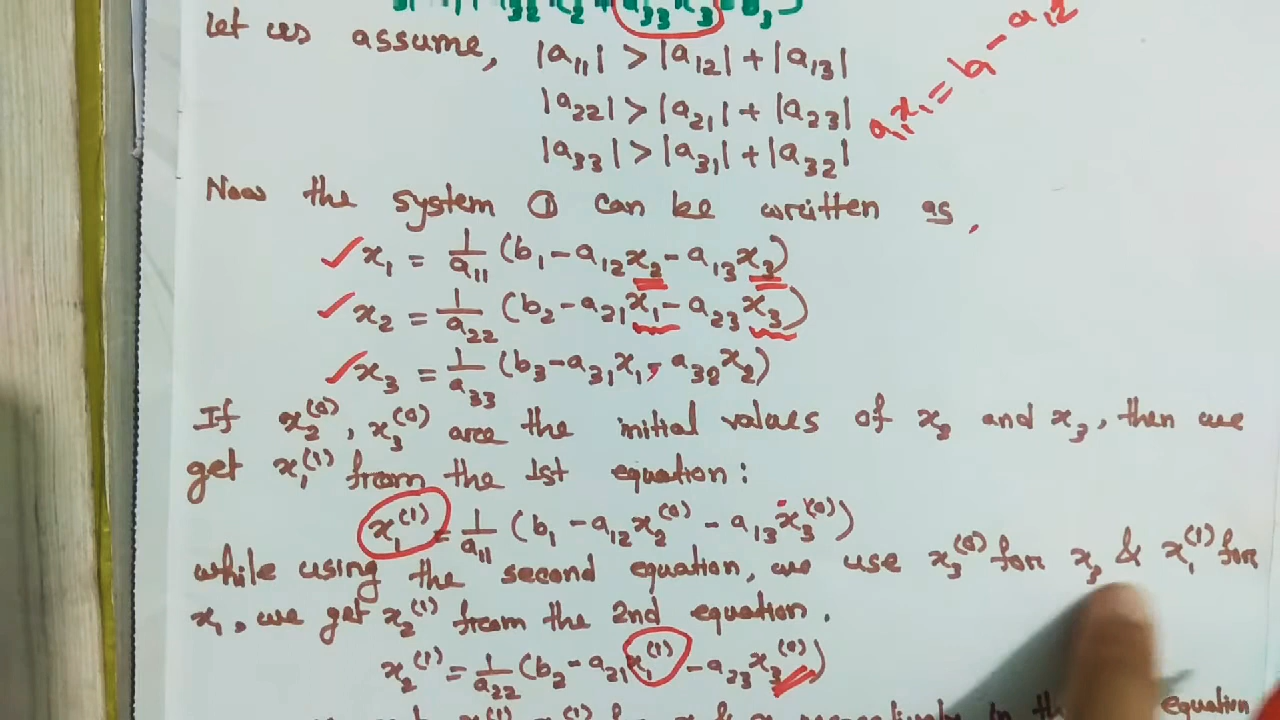 Let us assume, |a₁₁| > |a₁₂| + |a₁₃|
|a₂₂| > |a₂₁| + |a₂₃|
|a₃₃| > |a₃₁| + |a₃₂|
a₁₁x₁ = b - a₁₂
Now the system ① can be written as,
✓ x₁ = 1/a₁₁ (b₁ - a₁₂x₂ - a₁₃x₃)
✓ x₂ = 1/a₂₂ (b₂ - a₂₁x₁ - a₂₃x₃)
✓ x₃ = 1/a₃₃ (b₃ - a₃₁x₁ - a₃₂x₂)
If x₂⁽⁰⁾, x₃⁽⁰⁾ are the initial values of x₂ and x₃, then we
get x₁⁽¹⁾ from the 1st equation:
x₁⁽¹⁾ = 1/a₁₁ (b₁ - a₁₂x₂⁽⁰⁾ - a₁₃x₃⁽⁰⁾)
while using the second equation, we use x₃⁽⁰⁾ for x₃ & x₁⁽¹⁾ for
x₁, we get x₂⁽¹⁾ from the 2nd equation.
x₂⁽¹⁾ = 1/a₂₂ (b₂ - a₂₁x₁⁽¹⁾ - a₂₃x₃⁽⁰⁾)
equation